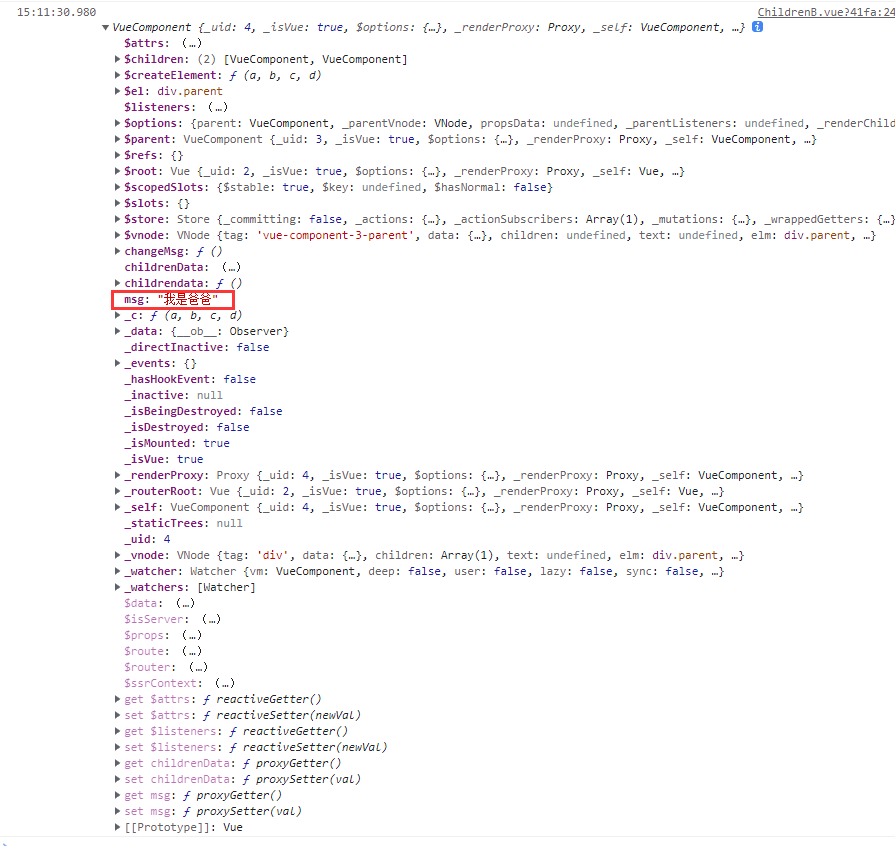 15:11:30.980 ChildrenB.vue?41fa:24
VueComponent {_uid: 4, _isVue: true, $options: {…}, _renderProxy: Proxy, _self: VueComponent, …}
$attrs: (…)
$children: (2) [VueComponent, VueComponent]
$createElement: ƒ (a, b, c, d)
$el: div.parent
$listeners: (…)
$options: {parent: VueComponent, _parentVnode: VNode, propsData: undefined, _parentListeners: undefined, _renderChild
$parent: VueComponent {_uid: 3, _isVue: true, $options: {…}, _renderProxy: Proxy, _self: VueComponent, …}
$refs: {}
$root: Vue {_uid: 2, _isVue: true, $options: {…}, _renderProxy: Proxy, _self: Vue, …}
$scopedSlots: {$stable: true, $key: undefined, $hasNormal: false}
$slots: {}
$store: Store {_committing: false, _actions: {…}, _actionSubscribers: Array(1), _mutations: {…}, _wrappedGetters: {…}
$vnode: VNode {tag: 'vue-component-3-parent', data: {…}, children: undefined, text: undefined, elm: div.parent, …}
changeMsg: ƒ ()
childrenData: (…)
childrendata: ƒ ()
msg: "我是爸爸"
_c: ƒ (a, b, c, d)
_data: {__ob__: Observer}
_directInactive: false
_events: {}
_hasHookEvent: false
_inactive: null
_isBeingDestroyed: false
_isDestroyed: false
_isMounted: true
_isVue: true
_renderProxy: Proxy {_uid: 4, _isVue: true, $options: {…}, _renderProxy: Proxy, _self: VueComponent, …}
_routerRoot: Vue {_uid: 2, _isVue: true, $options: {…}, _renderProxy: Proxy, _self: Vue, …}
_self: VueComponent {_uid: 4, _isVue: true, $options: {…}, _renderProxy: Proxy, _self: VueComponent, …}
_staticTrees: null
_uid: 4
_vnode: VNode {tag: 'div', data: {…}, children: Array(1), text: undefined, elm: div.parent, …}
_watcher: Watcher {vm: VueComponent, deep: false, user: false, lazy: false, sync: false, …}
_watchers: [Watcher]
$data: (…)
$isServer: (…)
$props: (…)
$route: (…)
$router: (…)
$ssrContext: (…)
get $attrs: ƒ reactiveGetter()
set $attrs: ƒ reactiveSetter(newVal)
get $listeners: ƒ reactiveGetter()
set $listeners: ƒ reactiveSetter(newVal)
get childrenData: ƒ proxyGetter()
set childrenData: ƒ proxySetter(val)
get msg: ƒ proxyGetter()
set msg: ƒ proxySetter(val)
[[Prototype]]: Vue